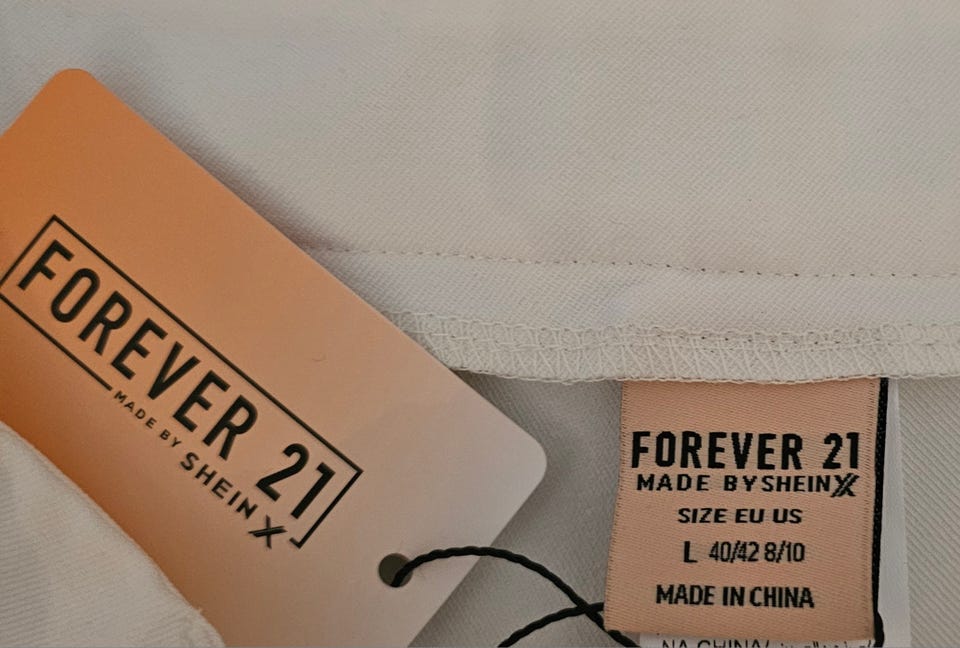 FOREVER 21
MADE BY SHEIN X
FOREVER 21
MADE BY SHEIN X
SIZE EU US
L 40/42 8/10
MADE IN CHINA